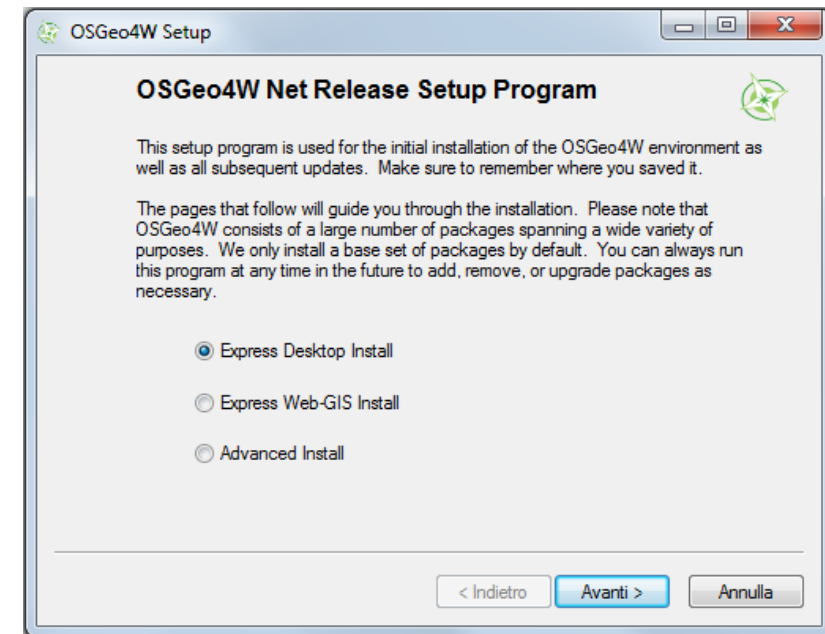 OSGeo4W Setup
OSGeo4W Net Release Setup Program
This setup program is used for the initial installation of the OSGeo4W environment as
well as all subsequent updates.  Make sure to remember where you saved it.
The pages that follow will guide you through the installation.  Please note that
OSGeo4W consists of a large number of packages spanning a wide variety of
purposes.  We only install a base set of packages by default.  You can always run
this program at any time in the future to add, remove, or upgrade packages as
necessary.
Express Desktop Install
Express Web-GIS Install
Advanced Install
< Indietro Avanti > Annulla